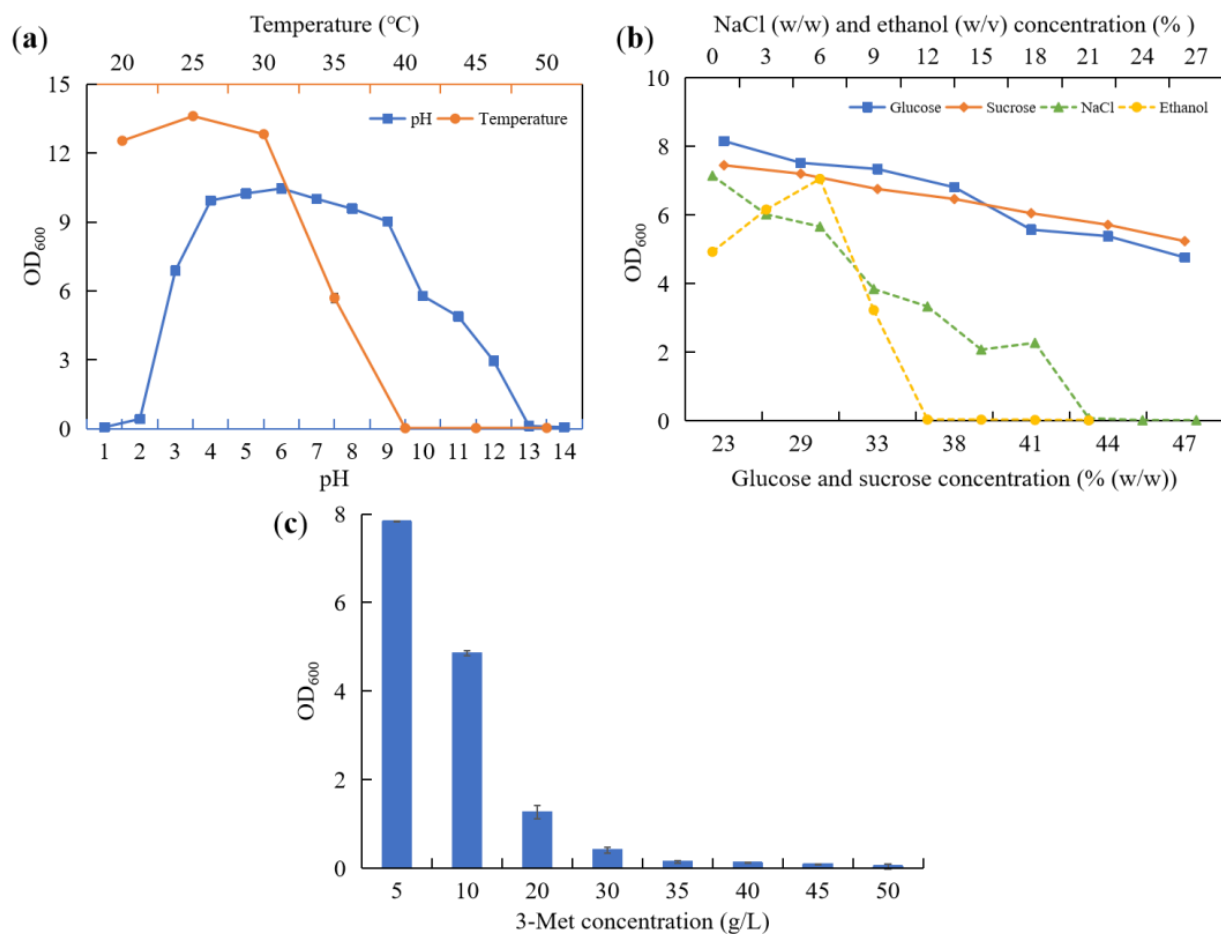 (a)
Temperature (°C)
20 25 30 35 40 45 50
15
12
9
6
3
0
OD600
pH Temperature
1 2 3 4 5 6 7 8 9 10 11 12 13 14
pH
(b)
NaCl (w/w) and ethanol (w/v) concentration (% )
0 3 6 9 12 15 18 21 24 27
10
8
6
4
2
0
OD600
Glucose Sucrose NaCl Ethanol
23 29 33 38 41 44 47
Glucose and sucrose concentration (% (w/w))
(c)
8
6
4
2
0
OD600
5 10 20 30 35 40 45 50
3-Met concentration (g/L)